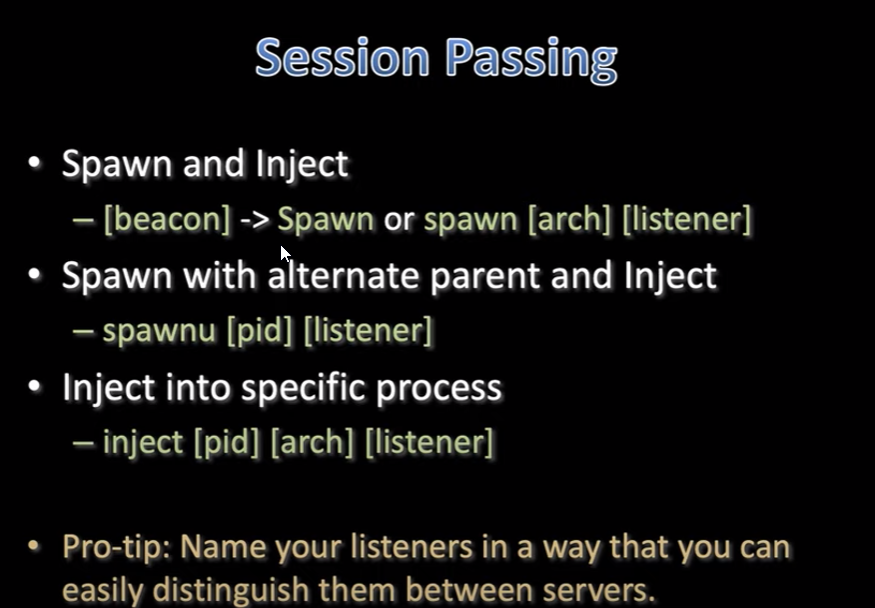 Session Passing
• Spawn and Inject
– [beacon] -> Spawn or spawn [arch] [listener]
• Spawn with alternate parent and Inject
– spawnu [pid] [listener]
• Inject into specific process
– inject [pid] [arch] [listener]
• Pro-tip: Name your listeners in a way that you can
easily distinguish them between servers.